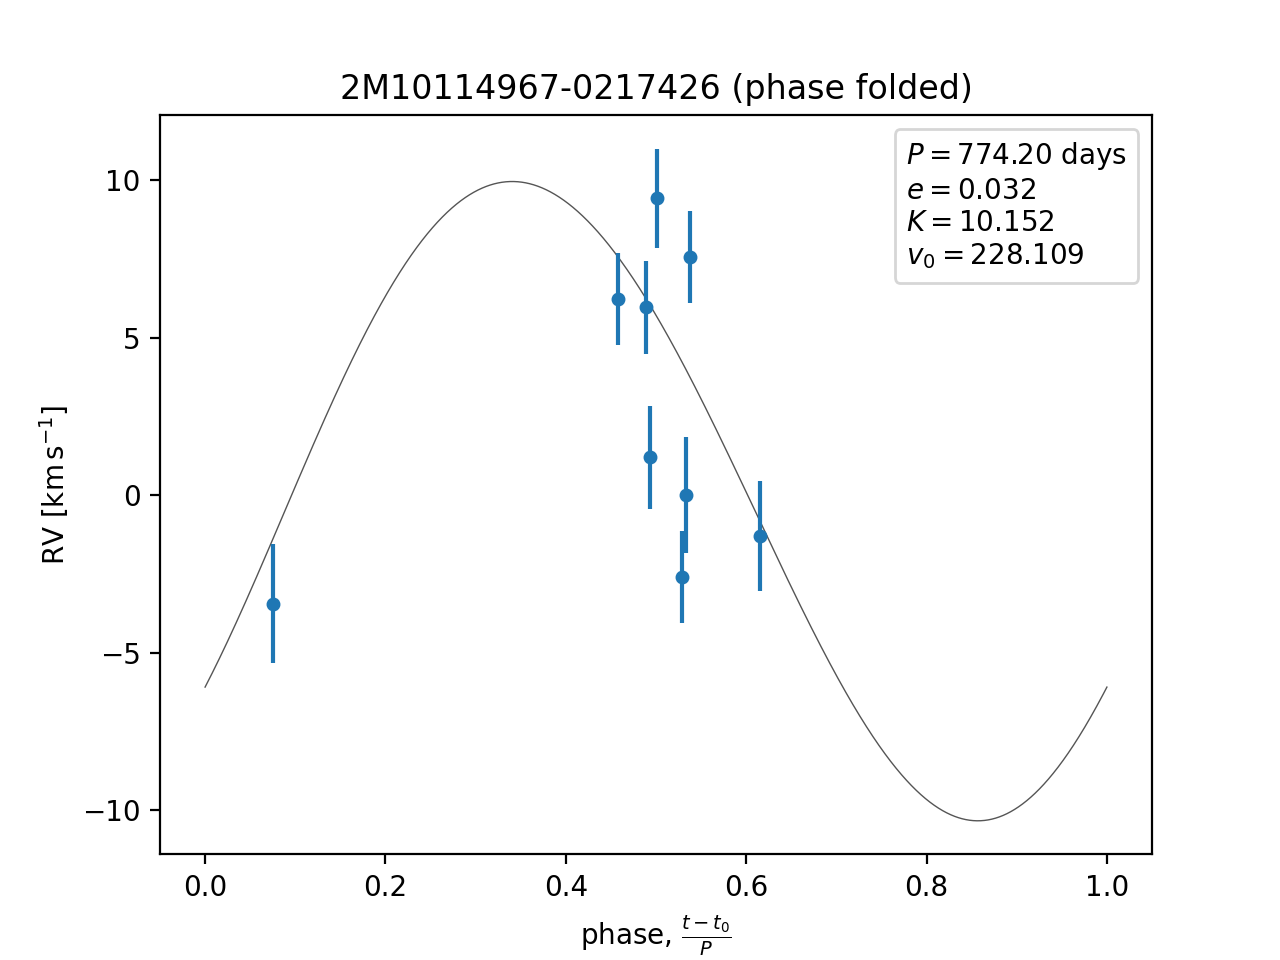 2M10114967-0217426 (phase folded)
P = 774.20 days
e = 0.032
K = 10.152
v₀ = 228.109
10
5
0
−5
−10
RV [km s⁻¹]
0.0 0.2 0.4 0.6 0.8 1.0
phase, (t − t₀)/P